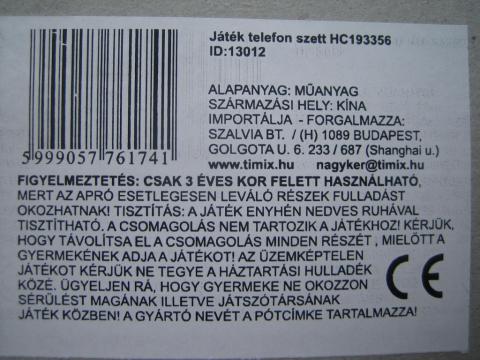 Játék telefon szett HC193356
ID:13012
ALAPANYAG: MŰANYAG
SZÁRMAZÁSI HELY: KÍNA
IMPORTÁLJA - FORGALMAZZA:
SZALVIA BT. / (H) 1089 BUDAPEST,
GOLGOTA U. 6. 233 / 687 (Shanghai u.)
www.timix.hu nagyker@timix.hu
5999057 761741
FIGYELMEZTETÉS: CSAK 3 ÉVES KOR FELETT HASZNÁLHATÓ,
MERT AZ APRÓ ESETLEGESEN LEVÁLÓ RÉSZEK FULLADÁST
OKOZHATNAK! TISZTÍTÁS: A JÁTÉK ENYHÉN NEDVES RUHÁVAL
TISZTÍTHATÓ. A CSOMAGOLÁS NEM TARTOZIK A JÁTÉKHOZ! KÉRJÜK,
HOGY TÁVOLÍTSA EL A CSOMAGOLÁS MINDEN RÉSZÉT , MIELŐTT A
GYERMEKÉNEK ADJA A JÁTÉKOT! AZ ÜZEMKÉPTELEN
JÁTÉKOT KÉRJÜK NE TEGYE A HÁZTARTÁSI HULLADÉK
KÖZÉ. ÜGYELJEN RÁ, HOGY GYERMEKE NE OKOZZON
SÉRÜLÉST MAGÁNAK ILLETVE JÁTSZÓTÁRSÁNAK
JÁTÉK KÖZBEN! A GYÁRTÓ NEVÉT A PÓTCÍMKE TARTALMAZZA!
CE